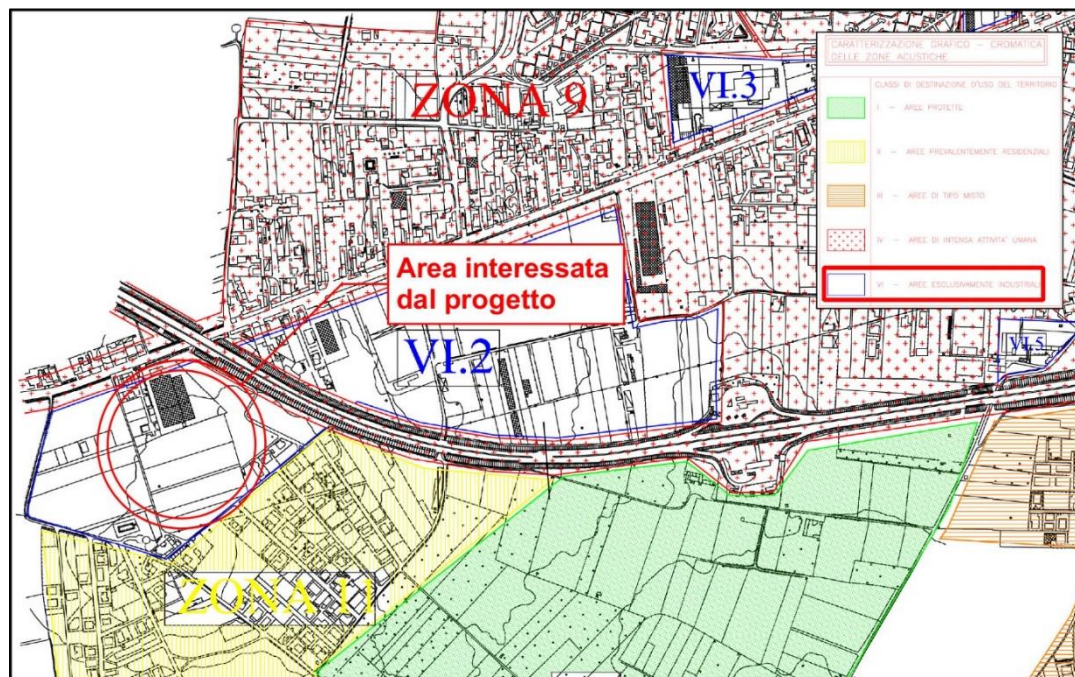 CARATTERIZZAZIONE GRAFICO – CROMATICA
DELLE ZONE ACUSTICHE
CLASSI DI DESTINAZIONE D'USO DEL TERRITORIO
I – AREE PROTETTE
II – AREE PREVALENTEMENTE RESIDENZIALI
III – AREE DI TIPO MISTO
IV – AREE DI INTENSA ATTIVITA' UMANA
VI – AREE ESCLUSIVAMENTE INDUSTRIALI
ZONA 9
VI.3
Area interessata
dal progetto
VI.2
VI.5
ZONA 11